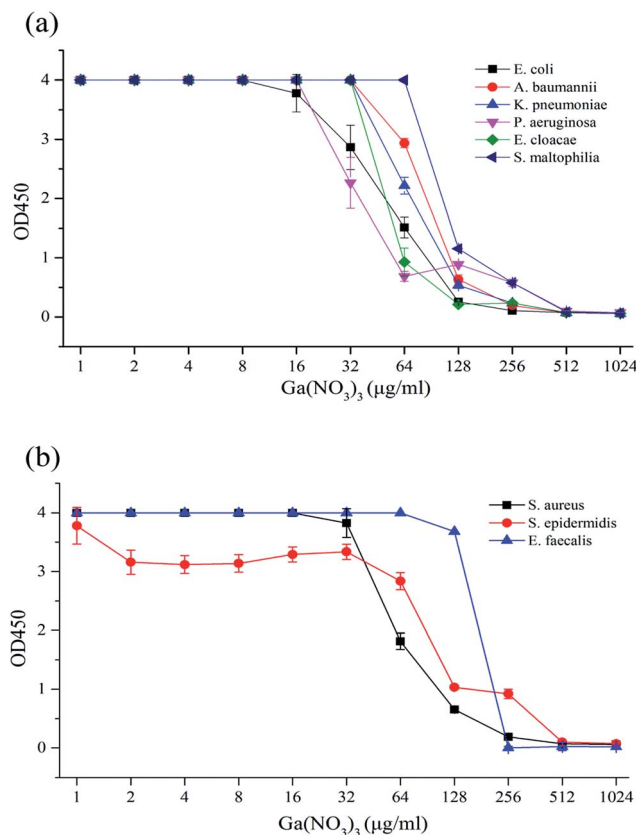 (a)
E. coli
A. baumannii
K. pneumoniae
P. aeruginosa
E. cloacae
S. maltophilia
OD450
4
3
2
1
0
1 2 4 8 16 32 64 128 256 512 1024
Ga(NO₃)₃ (µg/ml)
(b)
S. aureus
S. epidermidis
E. faecalis
OD450
4
3
2
1
0
1 2 4 8 16 32 64 128 256 512 1024
Ga(NO₃)₃ (µg/ml)